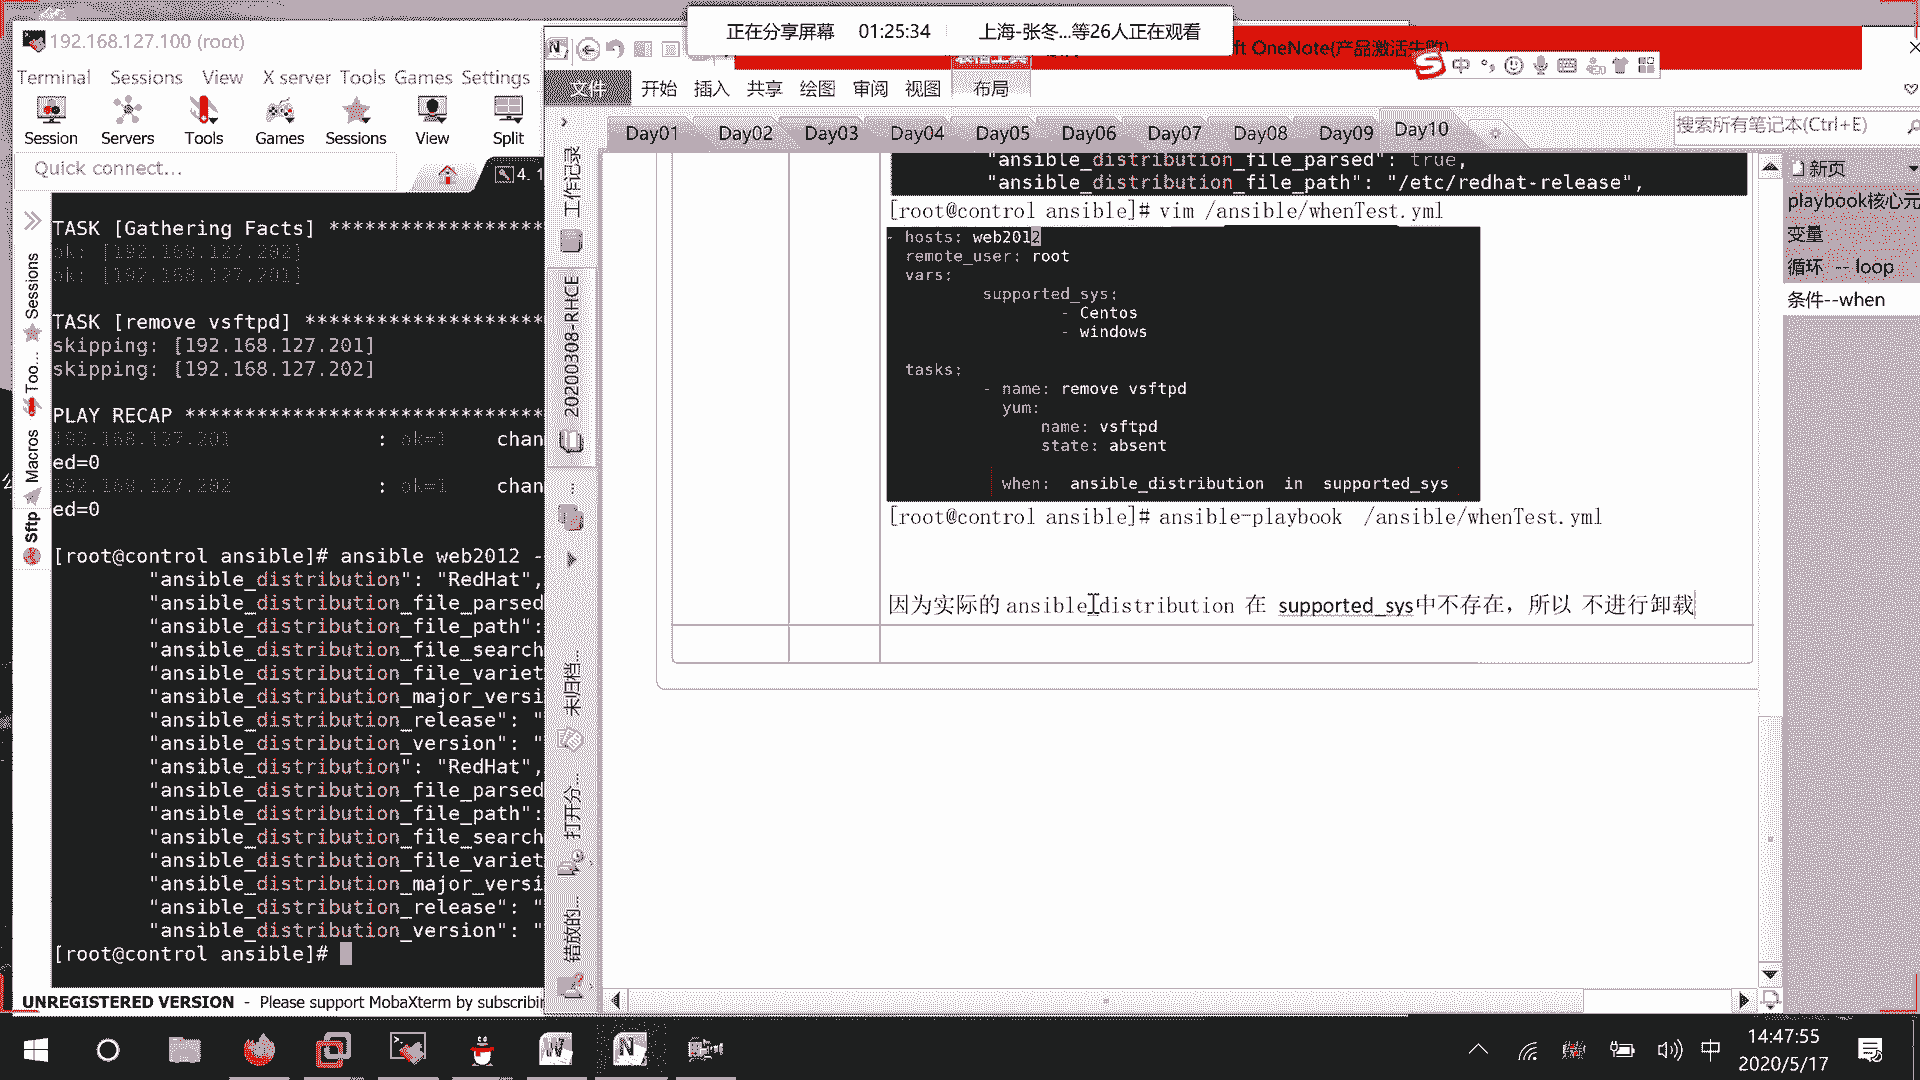 正在分享屏幕 01:25:34 上海-张冬...等26人正在观看
192.168.127.100 (root)
Terminal Sessions View X server Tools Games Settings
Session Servers Tools Games Sessions View Split
Quick connect...
4. 1
Sessions
Too...
Macros
Sftp
TASK [Gathering Facts] ******************
ok: [192.168.127.202]
ok: [192.168.127.201]
TASK [remove vsftpd] ********************
skipping: [192.168.127.201]
skipping: [192.168.127.202]
PLAY RECAP ******************************
192.168.127.201 : ok=1 chan
ed=0
192.168.127.202 : ok=1 chan
ed=0
[root@control ansible]# ansible web2012 -
"ansible_distribution": "RedHat",
"ansible_distribution_file_parsed
"ansible_distribution_file_path":
"ansible_distribution_file_search
"ansible_distribution_file_variet
"ansible_distribution_major_versi
"ansible_distribution_release": "
"ansible_distribution_version": "
"ansible_distribution": "RedHat",
"ansible_distribution_file_parsed
"ansible_distribution_file_path":
"ansible_distribution_file_search
"ansible_distribution_file_variet
"ansible_distribution_major_versi
"ansible_distribution_release": "
"ansible_distribution_version": "
[root@control ansible]#
UNREGISTERED VERSION - Please support MobaXterm by subscribin
ft OneNote(产品激活失败)
表格工具
中
文件 开始 插入 共享 绘图 审阅 视图 布局
Day01 Day02 Day03 Day04 Day05 Day06 Day07 Day08 Day09 Day10
搜索所有笔记本(Ctrl+E)
工作记录
20200308-RHCE
未归档...
打开分...
错放的...
"ansible_distribution_file_parsed": true,
"ansible_distribution_file_path": "/etc/redhat-release",
[root@control ansible]# vim /ansible/whenTest.yml
- hosts: web2012
remote_user: root
vars:
supported_sys:
- Centos
- windows
tasks:
- name: remove vsftpd
yum:
name: vsftpd
state: absent
when: ansible_distribution in supported_sys
[root@control ansible]# ansible-playbook /ansible/whenTest.yml
因为实际的 ansible_distribution 在 supported_sys中不存在，所以 不进行卸载
新页
playbook核心元
变量
循环 -- loop
条件--when
中
14:47:55
2020/5/17